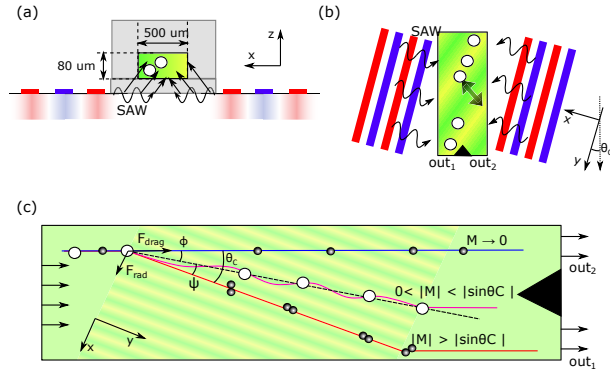 (a)
500 um
80 um
SAW
z
x
(b)
SAW
out1 out2
x
y
θc
(c)
Fdrag
ϕ
θc
M → 0
Frad
ψ
out2
0< |M| < |sinθC |
x
y
|M| > |sinθC |
out1